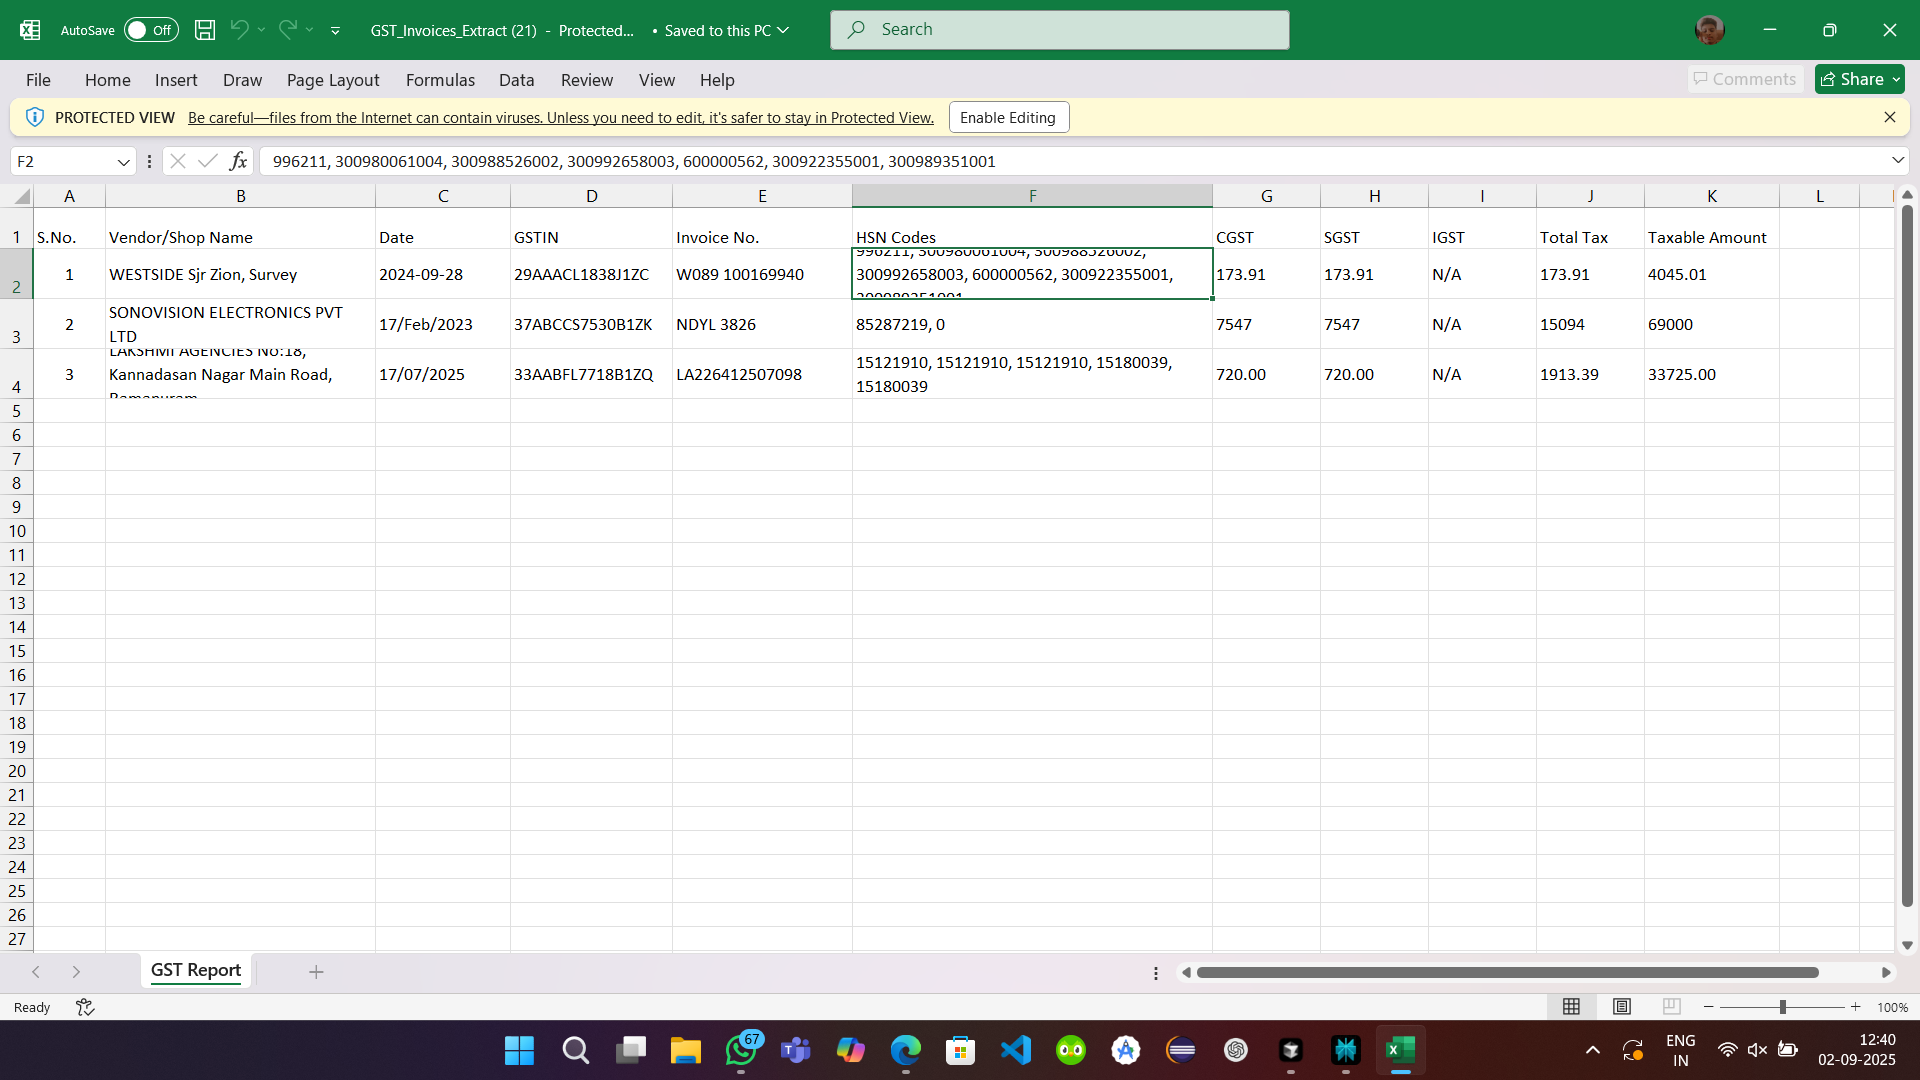 AutoSave Off GST_Invoices_Extract (21) - Protected... • Saved to this PC Search
File Home Insert Draw Page Layout Formulas Data Review View Help Comments Share
PROTECTED VIEW Be careful—files from the Internet can contain viruses. Unless you need to edit, it's safer to stay in Protected View. Enable Editing
F2 fx 996211, 300980061004, 300988526002, 300992658003, 600000562, 300922355001, 300989351001
A B C D E F G H I J K L
1 S.No. Vendor/Shop Name Date GSTIN Invoice No. HSN Codes CGST SGST IGST Total Tax Taxable Amount
996211, 300980061004, 300988526002,
2 1 WESTSIDE Sjr Zion, Survey 2024-09-28 29AAACL1838J1ZC W089 100169940 300992658003, 600000562, 300922355001, 173.91 173.91 N/A 173.91 4045.01
300989351001
SONOVISION ELECTRONICS PVT
3 2 LTD 17/Feb/2023 37ABCCS7530B1ZK NDYL 3826 85287219, 0 7547 7547 N/A 15094 69000
LAKSHMI AGENCIES No:18,
15121910, 15121910, 15121910, 15180039,
4 3 Kannadasan Nagar Main Road, 17/07/2025 33AABFL7718B1ZQ LA226412507098 15180039 720.00 720.00 N/A 1913.39 33725.00
Ramapuram
5
6
7
8
9
10
11
12
13
14
15
16
17
18
19
20
21
22
23
24
25
26
27
GST Report
Ready 100%
67 ENG 12:40
IN 02-09-2025